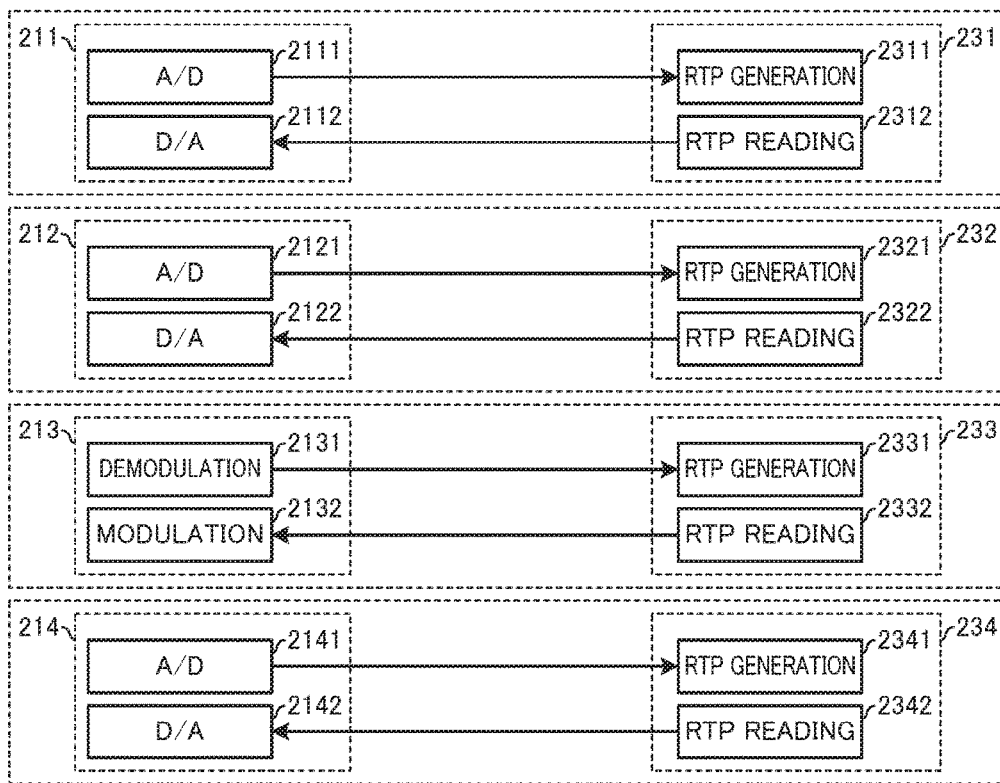 211
A/D
2111
D/A
2112
RTP GENERATION
2311
231
RTP READING
2312
212
A/D
2121
D/A
2122
RTP GENERATION
2321
232
RTP READING
2322
213
DEMODULATION
2131
MODULATION
2132
RTP GENERATION
2331
233
RTP READING
2332
214
A/D
2141
D/A
2142
RTP GENERATION
2341
234
RTP READING
2342